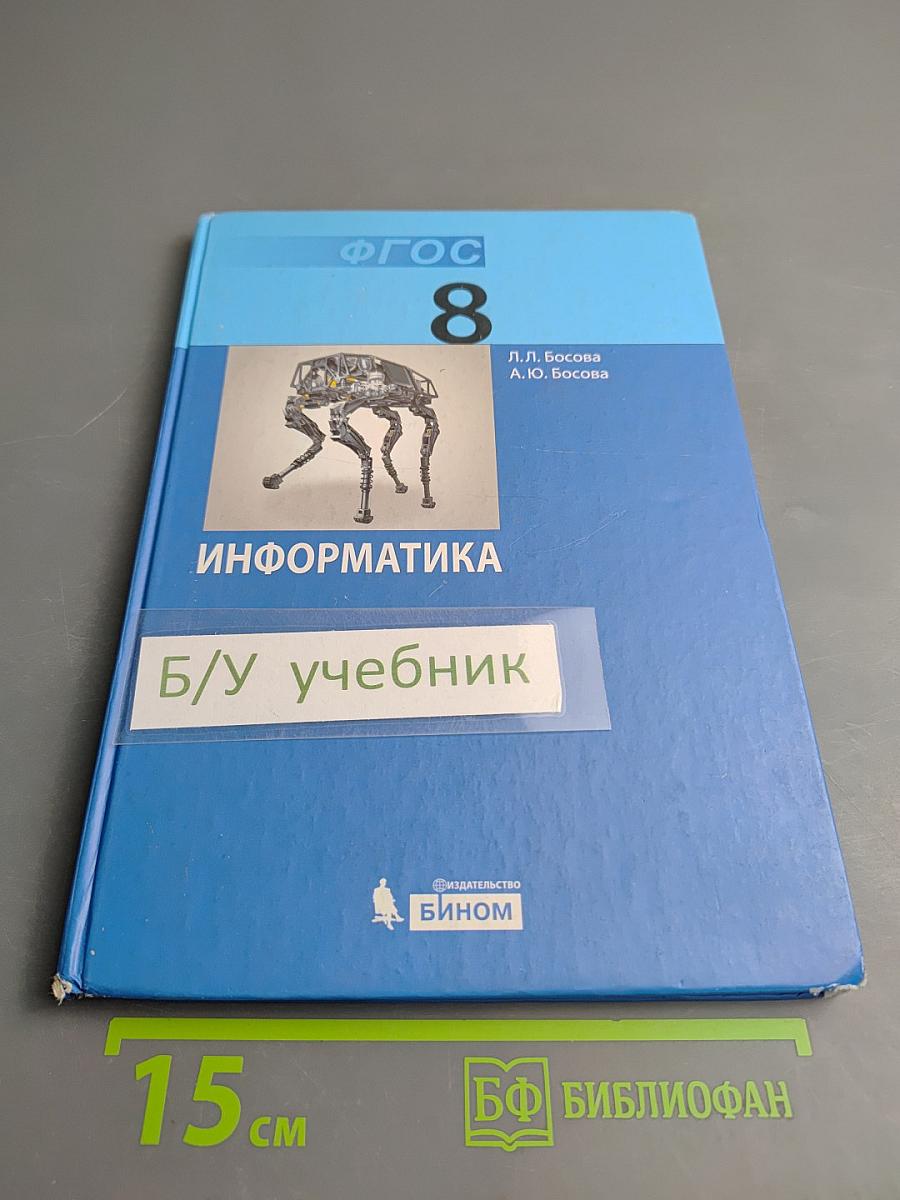 ФГОС
8
Л.Л. Босова
А.Ю. Босова
ИНФОРМАТИКА
Б/У учебник
ИЗДАТЕЛЬСТВО
БИНОМ
15 см
БФ БИБЛИОФАН